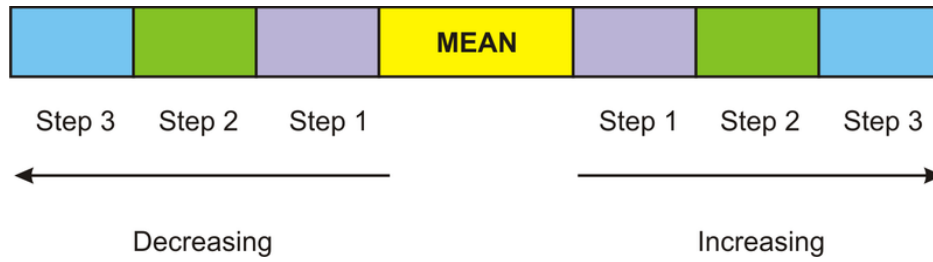 MEAN
Step 3 Step 2 Step 1 Step 1 Step 2 Step 3
Decreasing Increasing